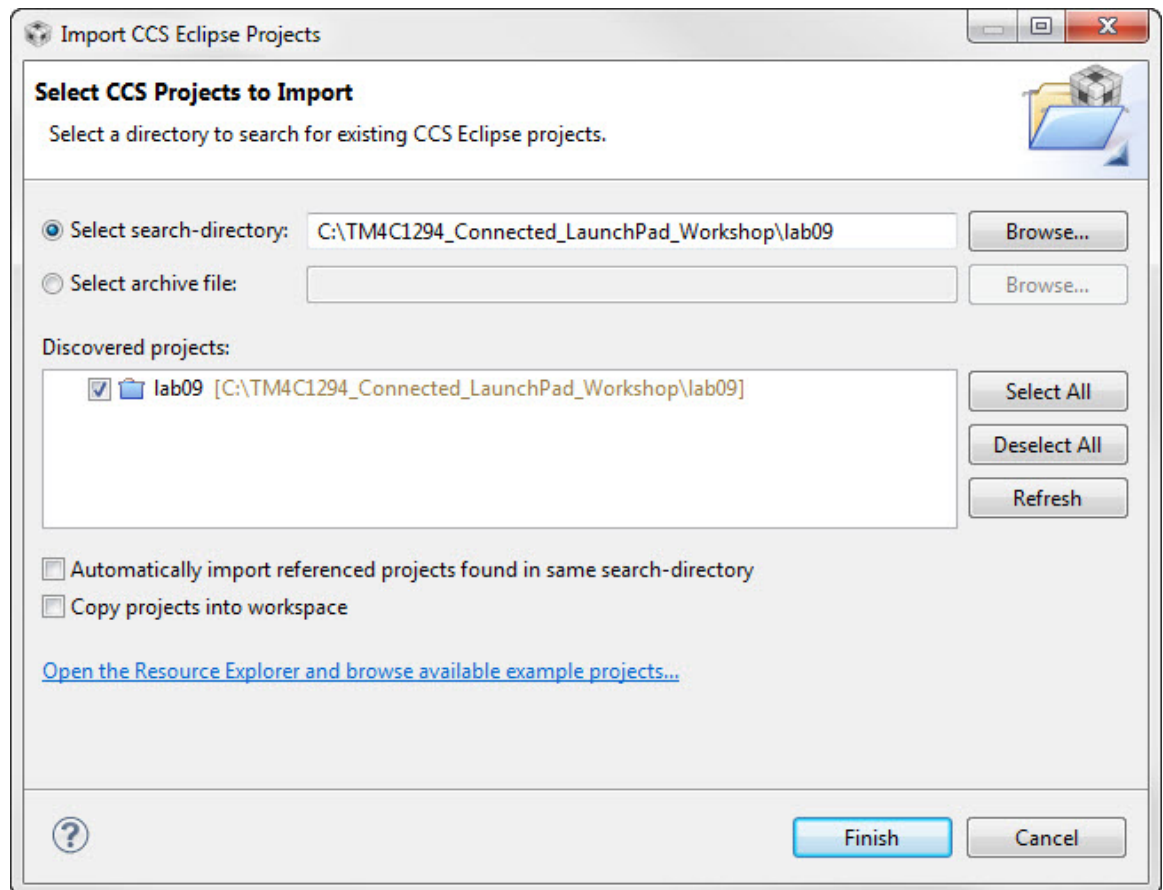 Import CCS Eclipse Projects
Select CCS Projects to Import
Select a directory to search for existing CCS Eclipse projects.
Select search-directory: C:\TM4C1294_Connected_LaunchPad_Workshop\lab09 Browse...
Select archive file: Browse...
Discovered projects:
lab09 [C:\TM4C1294_Connected_LaunchPad_Workshop\lab09] Select All
Deselect All
Refresh
Automatically import referenced projects found in same search-directory
Copy projects into workspace
Open the Resource Explorer and browse available example projects...
? Finish Cancel